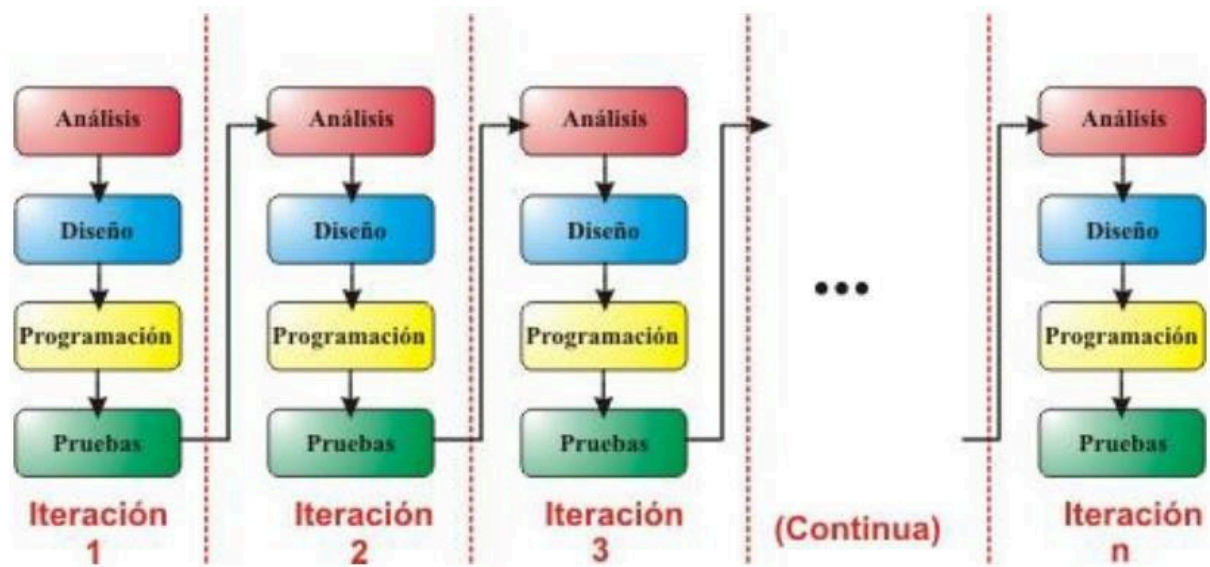 Análisis
Diseño
Programación
Pruebas
Iteración
1
Análisis
Diseño
Programación
Pruebas
Iteración
2
Análisis
Diseño
Programación
Pruebas
Iteración
3
...
(Continua)
Análisis
Diseño
Programación
Pruebas
Iteración
n